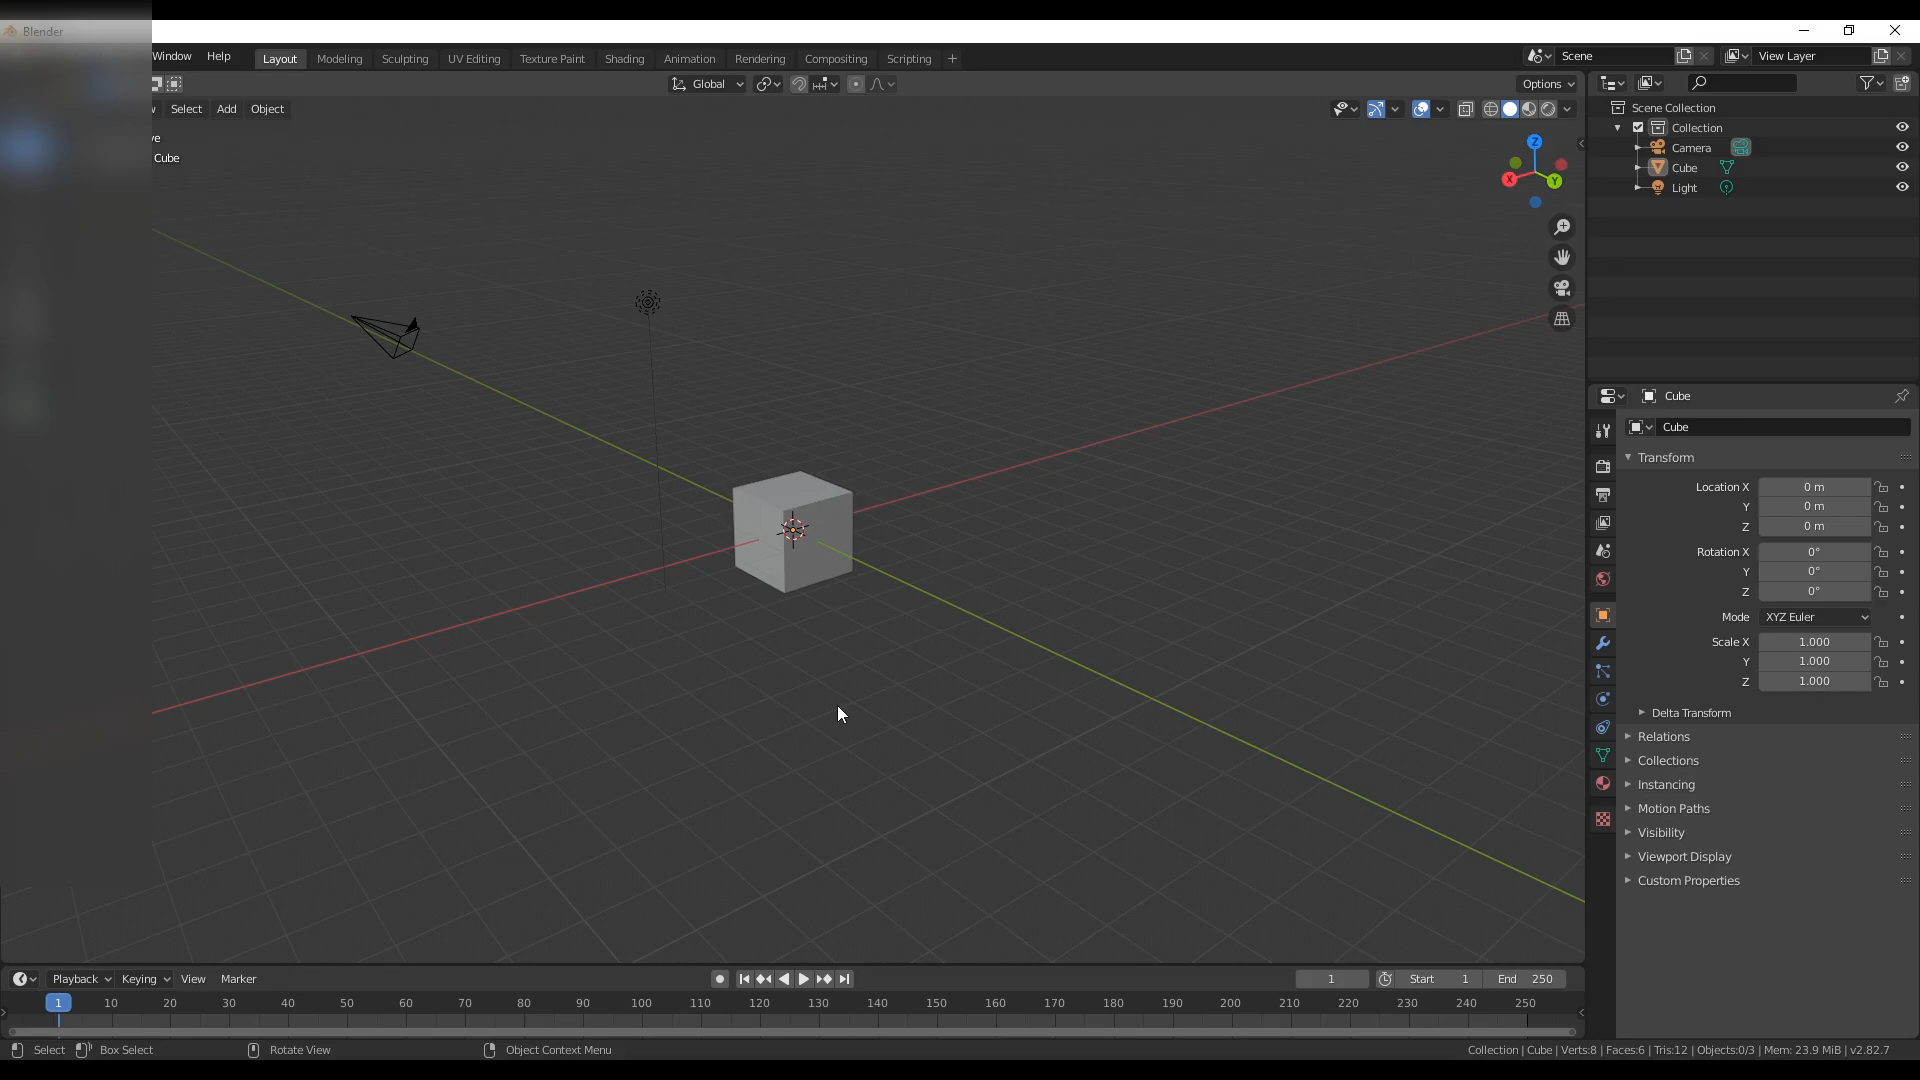 Blender
Window Help Layout Modeling Sculpting UV Editing Texture Paint Shading Animation Rendering Compositing Scripting + Scene View Layer
Global Options
Select Add Object
Scene Collection
Collection
Camera
Cube
Light
Cube
Z
X
Y
Cube
Cube
Transform
Location X 0 m
Y 0 m
Z 0 m
Rotation X 0°
Y 0°
Z 0°
Mode XYZ Euler
Scale X 1.000
Y 1.000
Z 1.000
Delta Transform
Relations
Collections
Instancing
Motion Paths
Visibility
Viewport Display
Custom Properties
Playback Keying View Marker 1 Start 1 End 250
1 10 20 30 40 50 60 70 80 90 100 110 120 130 140 150 160 170 180 190 200 210 220 230 240 250
Select Box Select Rotate View Object Context Menu Collection | Cube | Verts:8 | Faces:6 | Tris:12 | Objects:0/3 | Mem: 23.9 MiB | v2.82.7